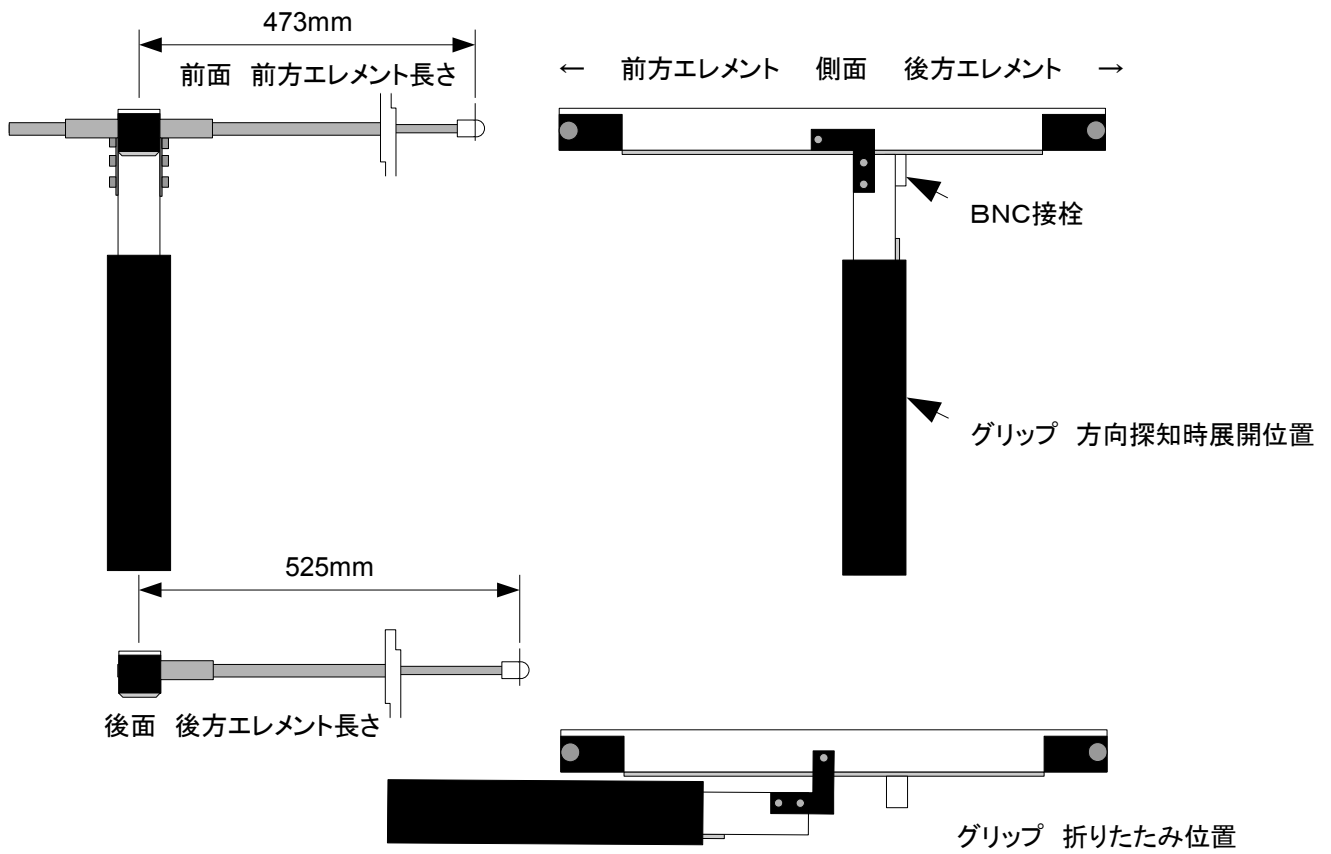 473mm
前面 前方エレメント長さ
← 前方エレメント 側面 後方エレメント →
BNC接栓
グリップ 方向探知時展開位置
525mm
後面 後方エレメント長さ
グリップ 折りたたみ位置